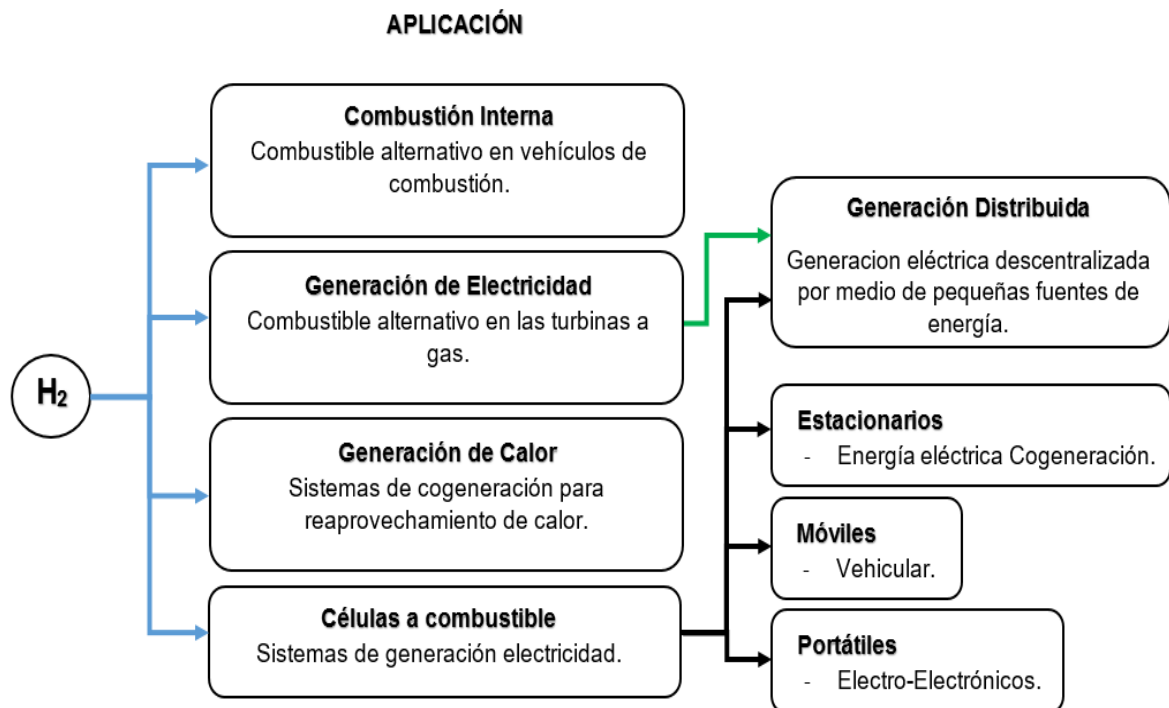 APLICACIÓN
H₂
Combustión Interna
Combustible alternativo en vehículos de
combustión.
Generación de Electricidad
Combustible alternativo en las turbinas a
gas.
Generación de Calor
Sistemas de cogeneración para
reaprovechamiento de calor.
Células a combustible
Sistemas de generación electricidad.
Generación Distribuida
Generacion eléctrica descentralizada
por medio de pequeñas fuentes de
energía.
Estacionarios
- Energía eléctrica Cogeneración.
Móviles
- Vehicular.
Portátiles
- Electro-Electrónicos.